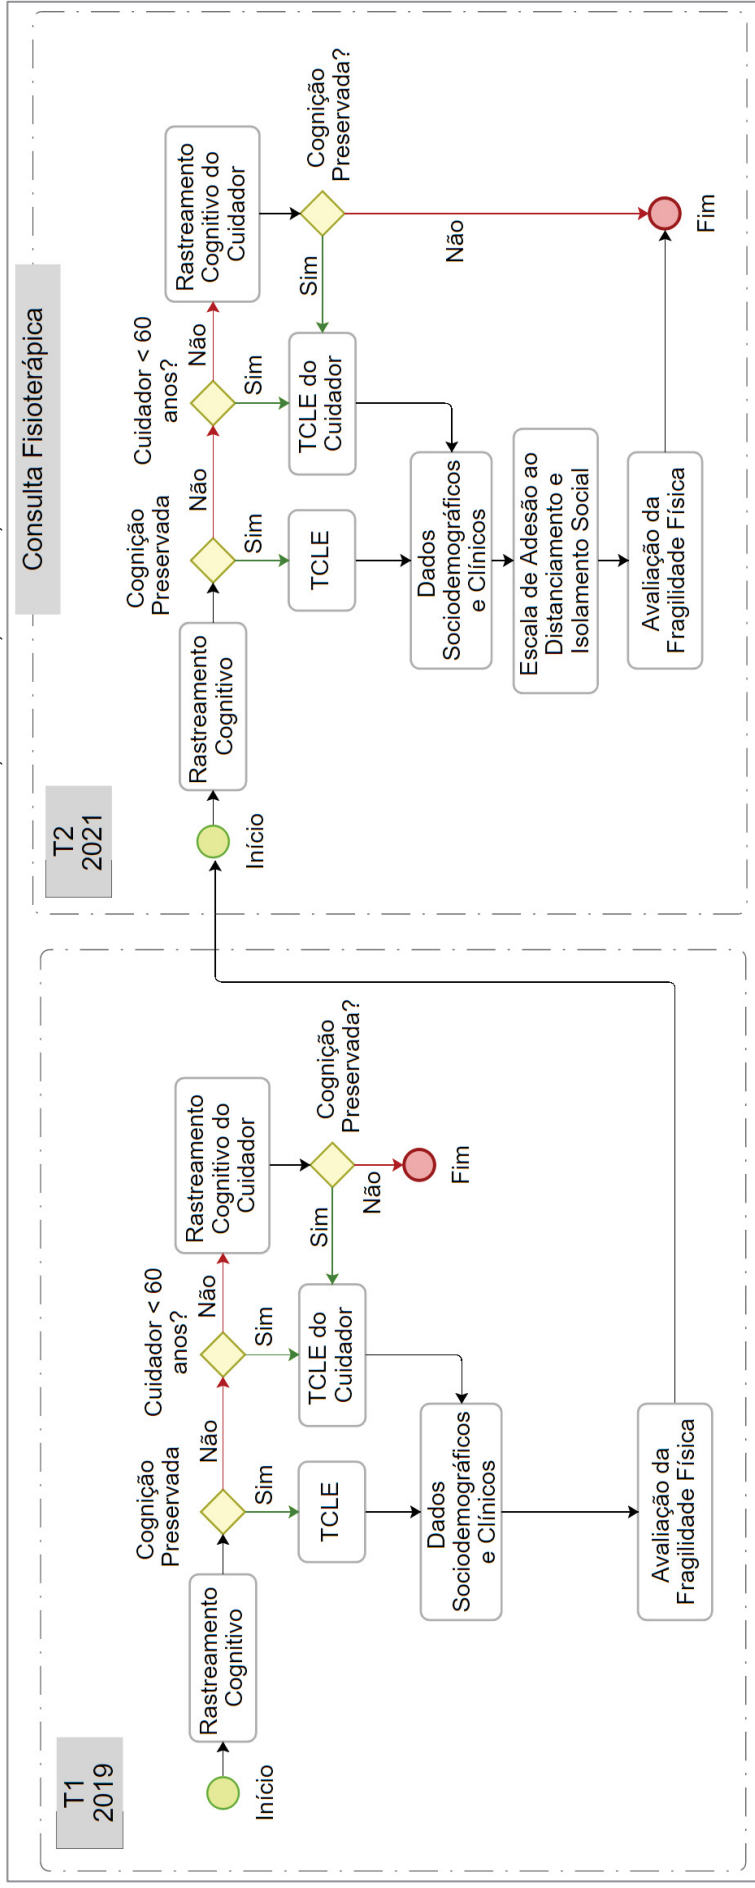 T1
2019
Início
Rastreamento
Cognitivo
Cognição
Preservada
Não
Sim
Cuidador < 60
anos?
Não
Sim
Rastreamento
Cognitivo do
Cuidador
Cognição
Preservada?
Sim
Não
Fim
TCLE
TCLE do
Cuidador
Dados
Sociodemográficos
e Clínicos
Avaliação da
Fragilidade Física
Consulta Fisioterápica
T2
2021
Início
Rastreamento
Cognitivo
Cognição
Preservada
Não
Sim
Cuidador < 60
anos?
Não
Sim
Rastreamento
Cognitivo do
Cuidador
Cognição
Preservada?
Sim
Não
Fim
TCLE
TCLE do
Cuidador
Dados
Sociodemográficos
e Clínicos
Escala de Adesão ao
Distanciamento e
Isolamento Social
Avaliação da
Fragilidade Física